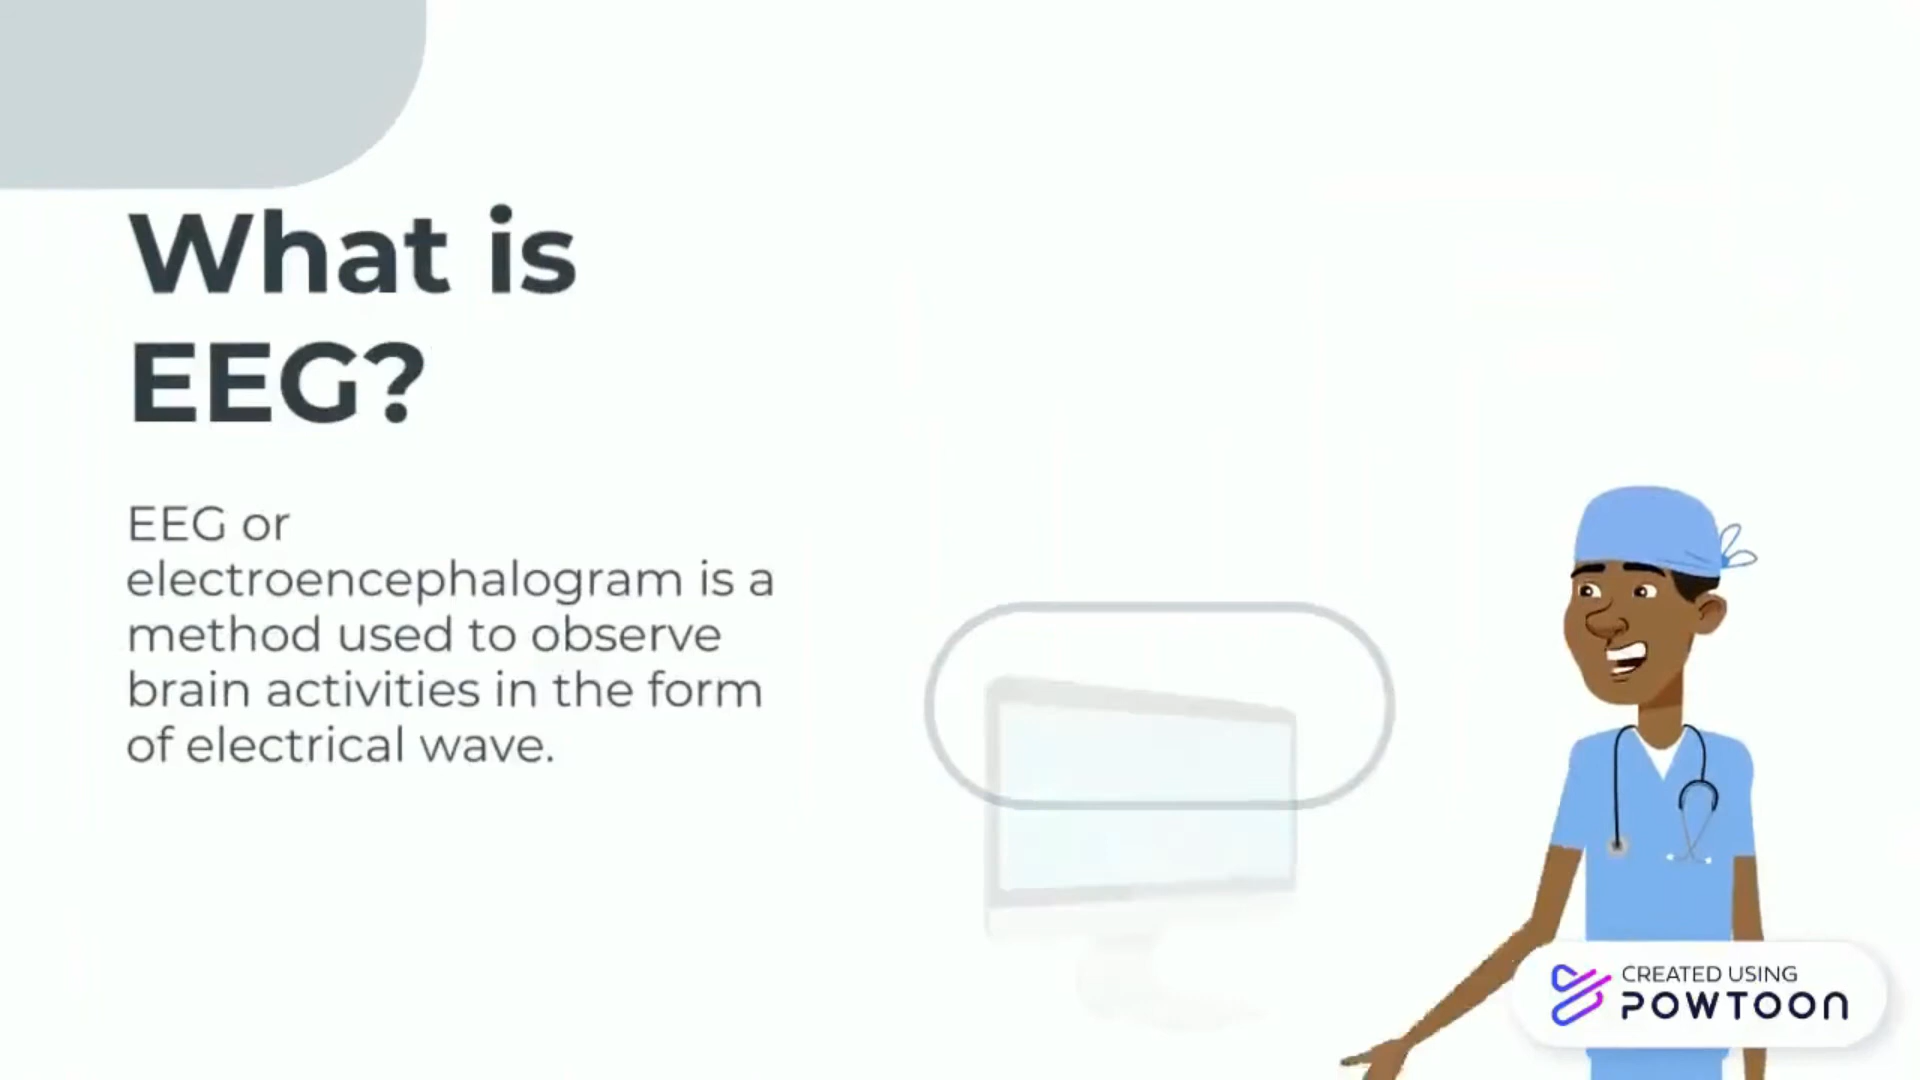 What is
EEG?
EEG or
electroencephalogram is a
method used to observe
brain activities in the form
of electrical wave.
CREATED USING
POWTOON